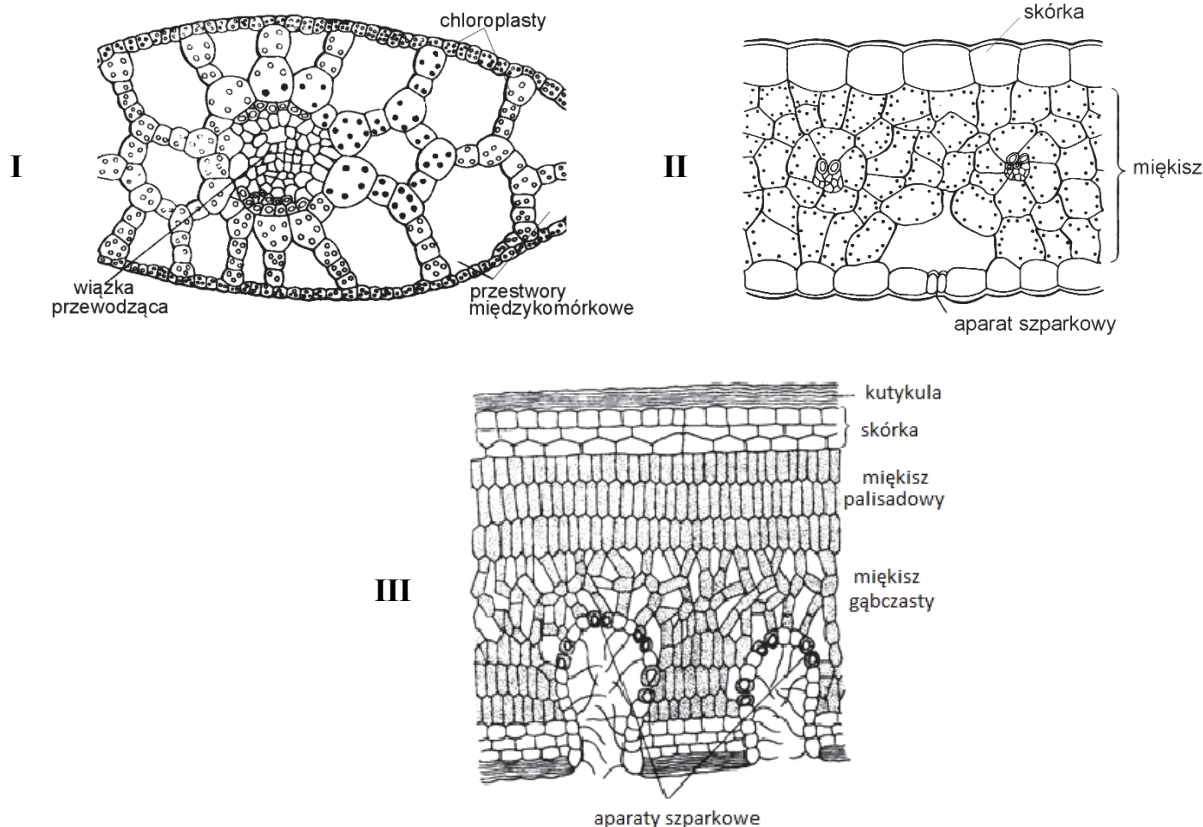 chloroplasty
I
wiązka
przewodząca
przestwory
międzykomórkowe
skórka
II
miękisz
aparat szparkowy
III
kutykula
skórka
miękisz
palisadowy
miękisz
gąbczasty
aparaty szparkowe